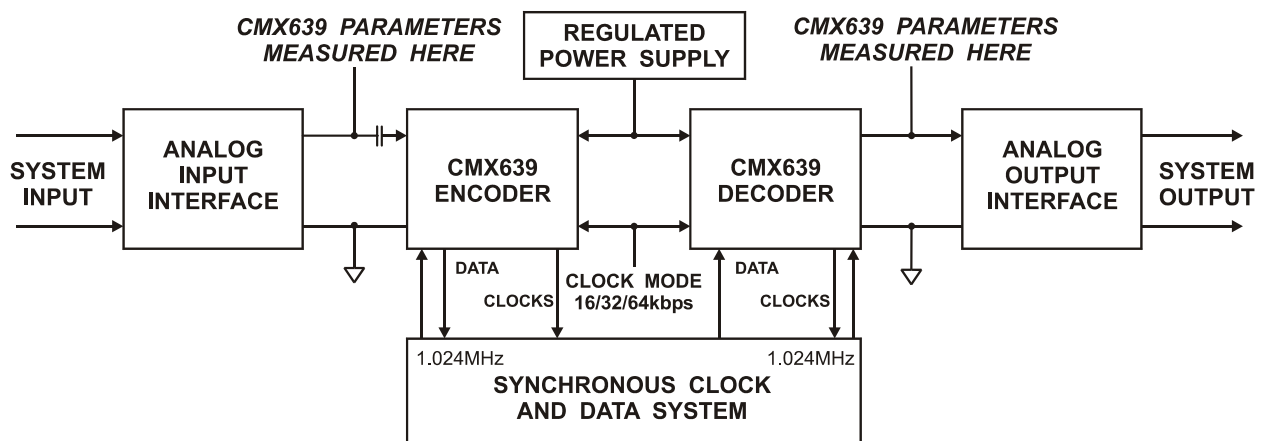 CMX639 PARAMETERS
MEASURED HERE
REGULATED
POWER SUPPLY
CMX639 PARAMETERS
MEASURED HERE
SYSTEM
INPUT
ANALOG
INPUT
INTERFACE
CMX639
ENCODER
CMX639
DECODER
ANALOG
OUTPUT
INTERFACE
SYSTEM
OUTPUT
DATA
CLOCKS
CLOCK MODE
16/32/64kbps
DATA
CLOCKS
1.024MHz
1.024MHz
SYNCHRONOUS CLOCK
AND DATA SYSTEM